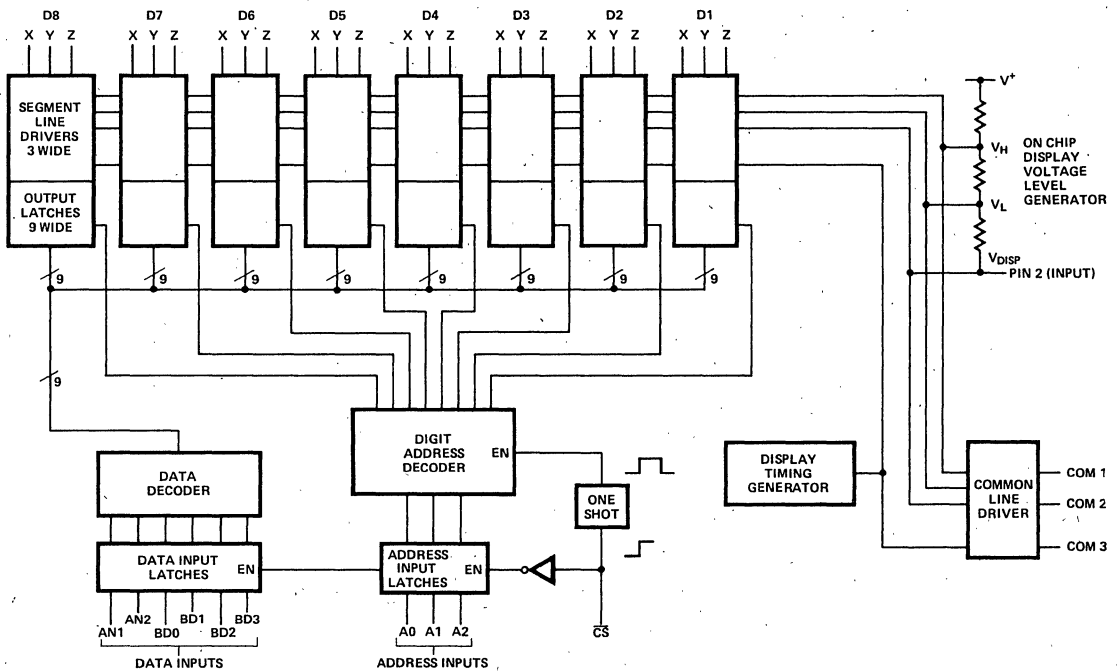 D8 D7 D6 D5 D4 D3 D2 D1
X Y Z X Y Z X Y Z X Y Z X Y Z X Y Z X Y Z X Y Z
SEGMENT
LINE
DRIVERS
3 WIDE
OUTPUT
LATCHES
9 WIDE
V+
VH
ON CHIP
DISPLAY
VOLTAGE
LEVEL
GENERATOR
VL
VDISP
PIN 2 (INPUT)
9 9 9 9 9 9 9 9
9
DIGIT
ADDRESS
DECODER
EN
DATA
DECODER
ONE
SHOT
DISPLAY
TIMING
GENERATOR
COMMON
LINE
DRIVER
COM 1
COM 2
COM 3
DATA INPUT
LATCHES
EN
ADDRESS
INPUT
LATCHES
EN
AN1 AN2 BD0 BD1 BD2 BD3
A0 A1 A2
CS
DATA INPUTS
ADDRESS INPUTS